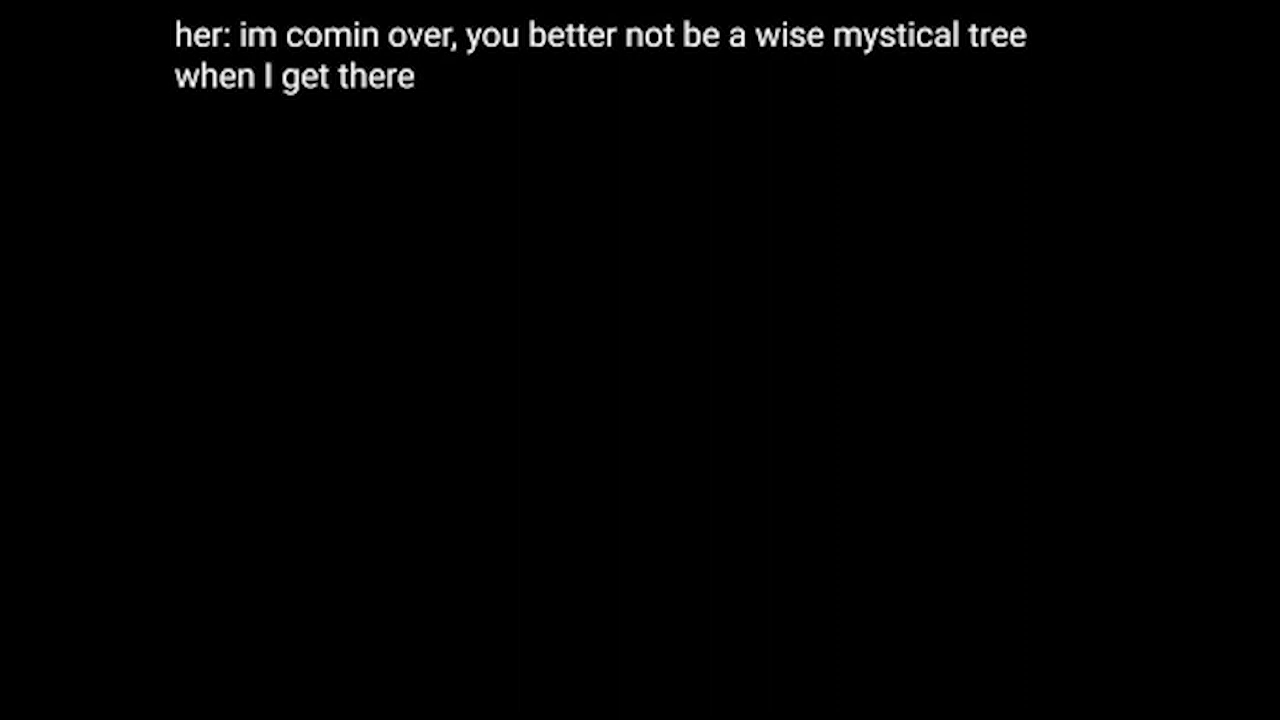 her: im comin over, you better not be a wise mystical tree
when I get there